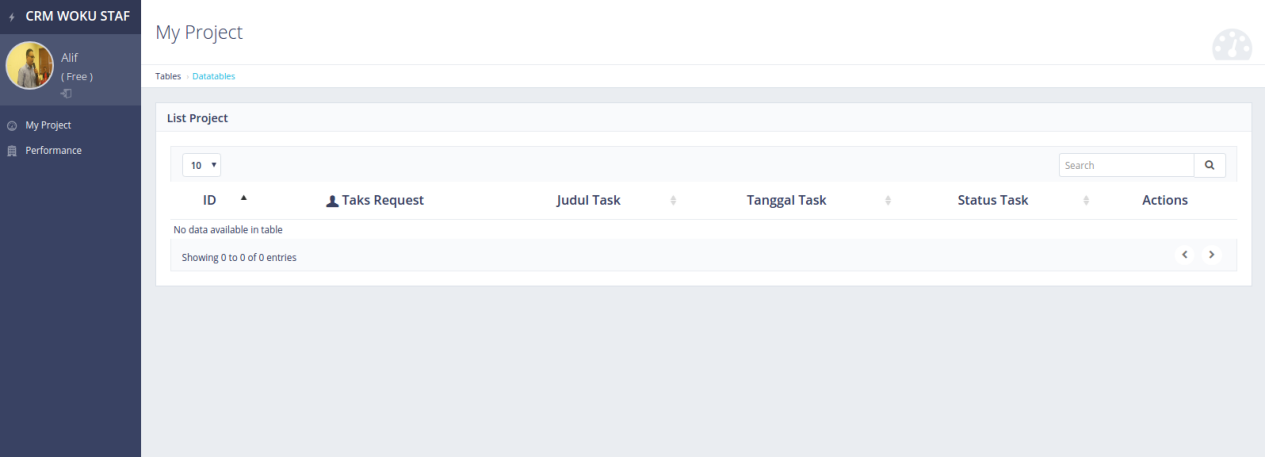 CRM WOKU STAF
Alif
( Free )
My Project
Performance
My Project
Tables › Datatables
List Project
10
Search
ID Taks Request Judul Task Tanggal Task Status Task Actions
No data available in table
Showing 0 to 0 of 0 entries